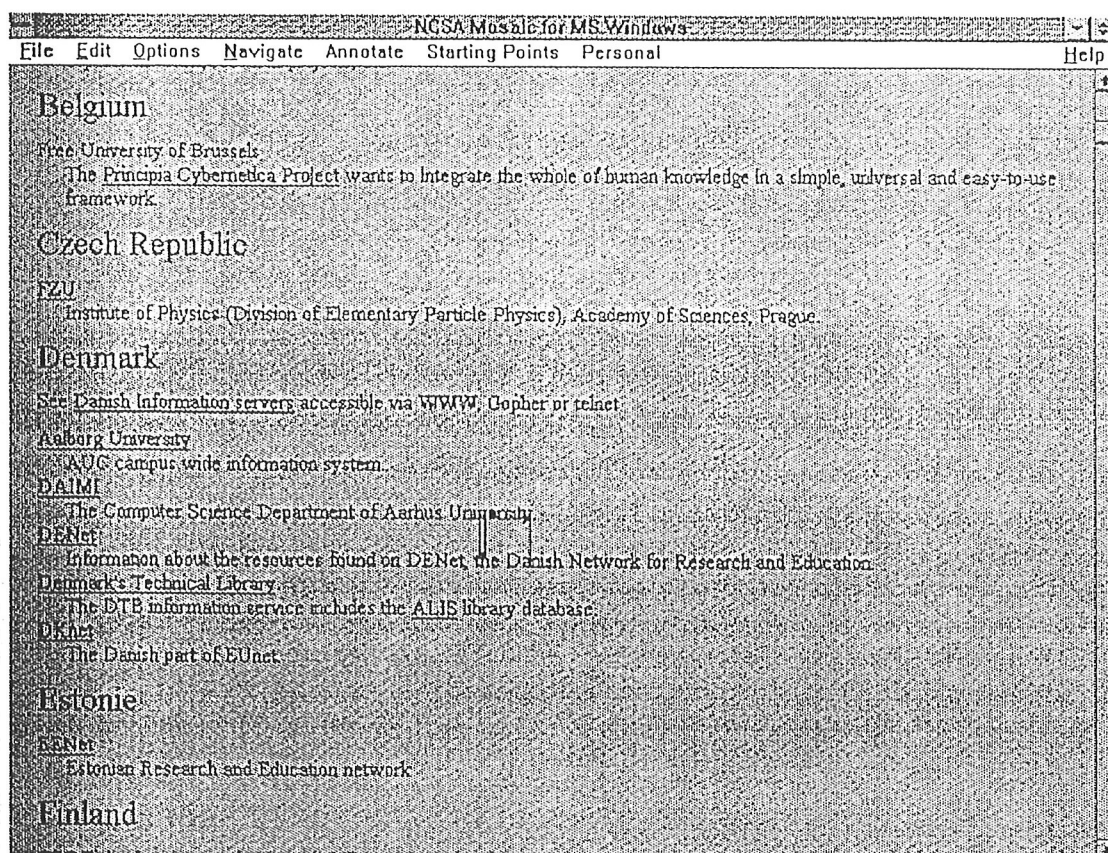 NCSA Mosaic for MS Windows
File Edit Options Navigate Annotate Starting Points Personal Help
Belgium
Free University of Brussels
The Principia Cybernetica Project wants to integrate the whole of human knowledge in a simple, universal and easy-to-use
framework.
Czech Republic
FZU
Institute of Physics (Division of Elementary Particle Physics), Academy of Sciences, Prague.
Denmark
See Danish Information servers accessible via WWW, Gopher or telnet
Aalborg University
AUC campus wide information system.
DAIMI
The Computer Science Department of Aarhus University.
DENet
Information about the resources found on DENet, the Danish Network for Research and Education.
Denmark's Technical Library
The DTB information service includes the ALIS library database.
DKnet
The Danish part of EUnet
Estonie
EENet
Estonian Research and Education network
Finland